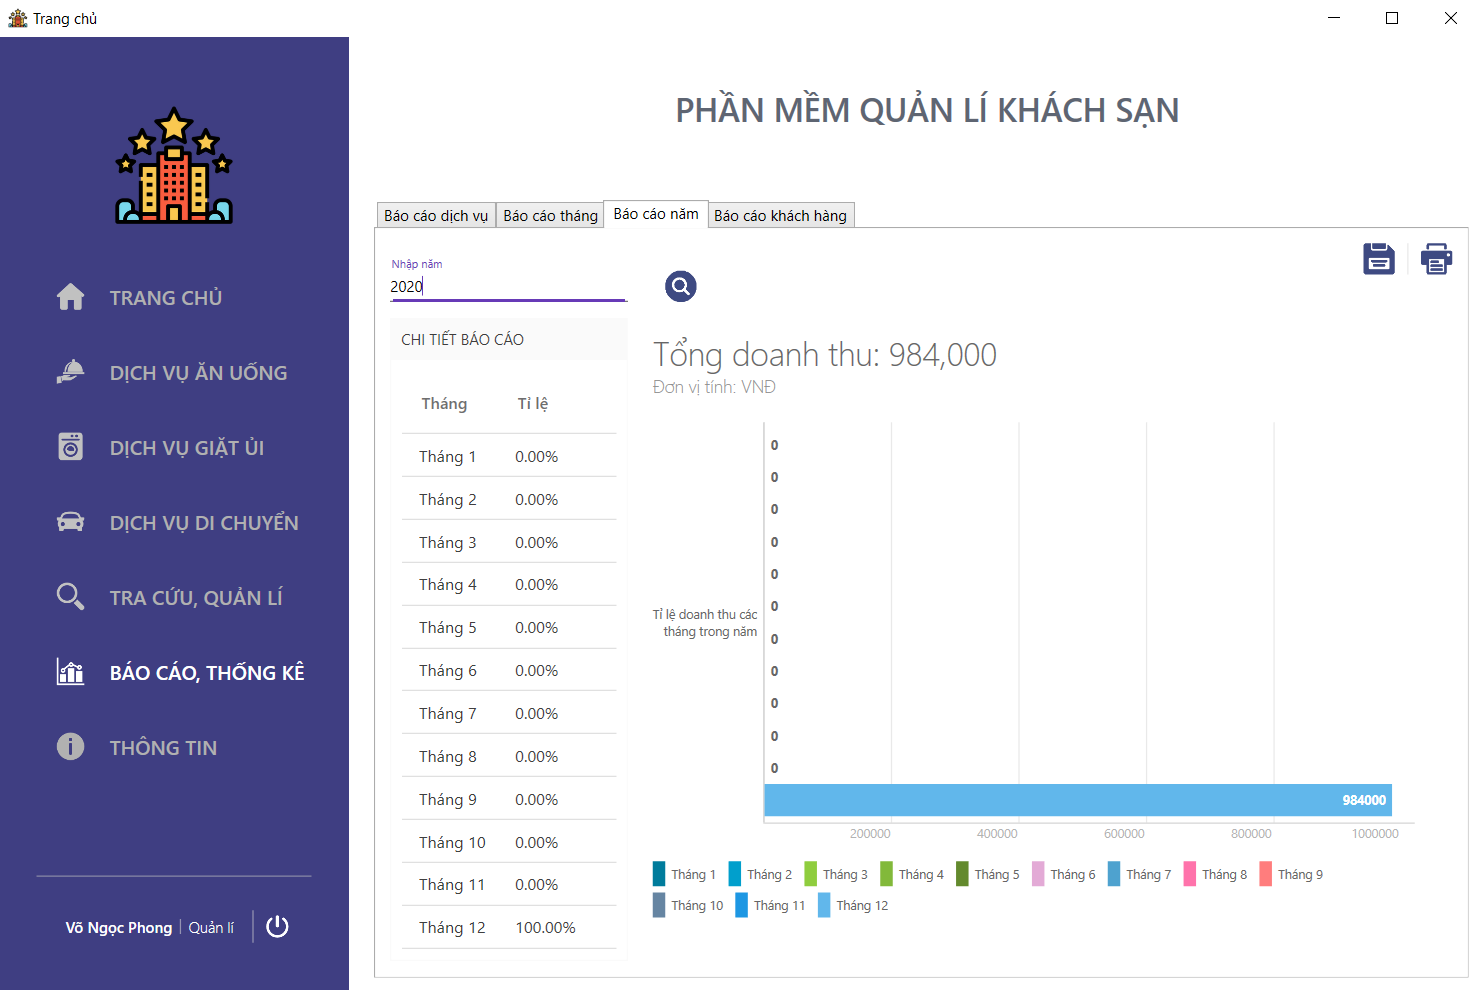 Trang chủ
PHẦN MỀM QUẢN LÍ KHÁCH SẠN
TRANG CHỦ
DỊCH VỤ ĂN UỐNG
DỊCH VỤ GIẶT ỦI
DỊCH VỤ DI CHUYỂN
TRA CỨU, QUẢN LÍ
BÁO CÁO, THỐNG KÊ
THÔNG TIN
Võ Ngọc Phong | Quản lí
Báo cáo dịch vụ Báo cáo tháng Báo cáo năm Báo cáo khách hàng
Nhập năm
2020
CHI TIẾT BÁO CÁO
Tháng Tỉ lệ
Tháng 1 0.00%
Tháng 2 0.00%
Tháng 3 0.00%
Tháng 4 0.00%
Tháng 5 0.00%
Tháng 6 0.00%
Tháng 7 0.00%
Tháng 8 0.00%
Tháng 9 0.00%
Tháng 10 0.00%
Tháng 11 0.00%
Tháng 12 100.00%
Tổng doanh thu: 984,000
Đơn vị tính: VNĐ
Tỉ lệ doanh thu các
tháng trong năm
0
0
0
0
0
0
0
0
0
0
0
984000
200000 400000 600000 800000 1000000
Tháng 1 Tháng 2 Tháng 3 Tháng 4 Tháng 5 Tháng 6 Tháng 7 Tháng 8 Tháng 9
Tháng 10 Tháng 11 Tháng 12